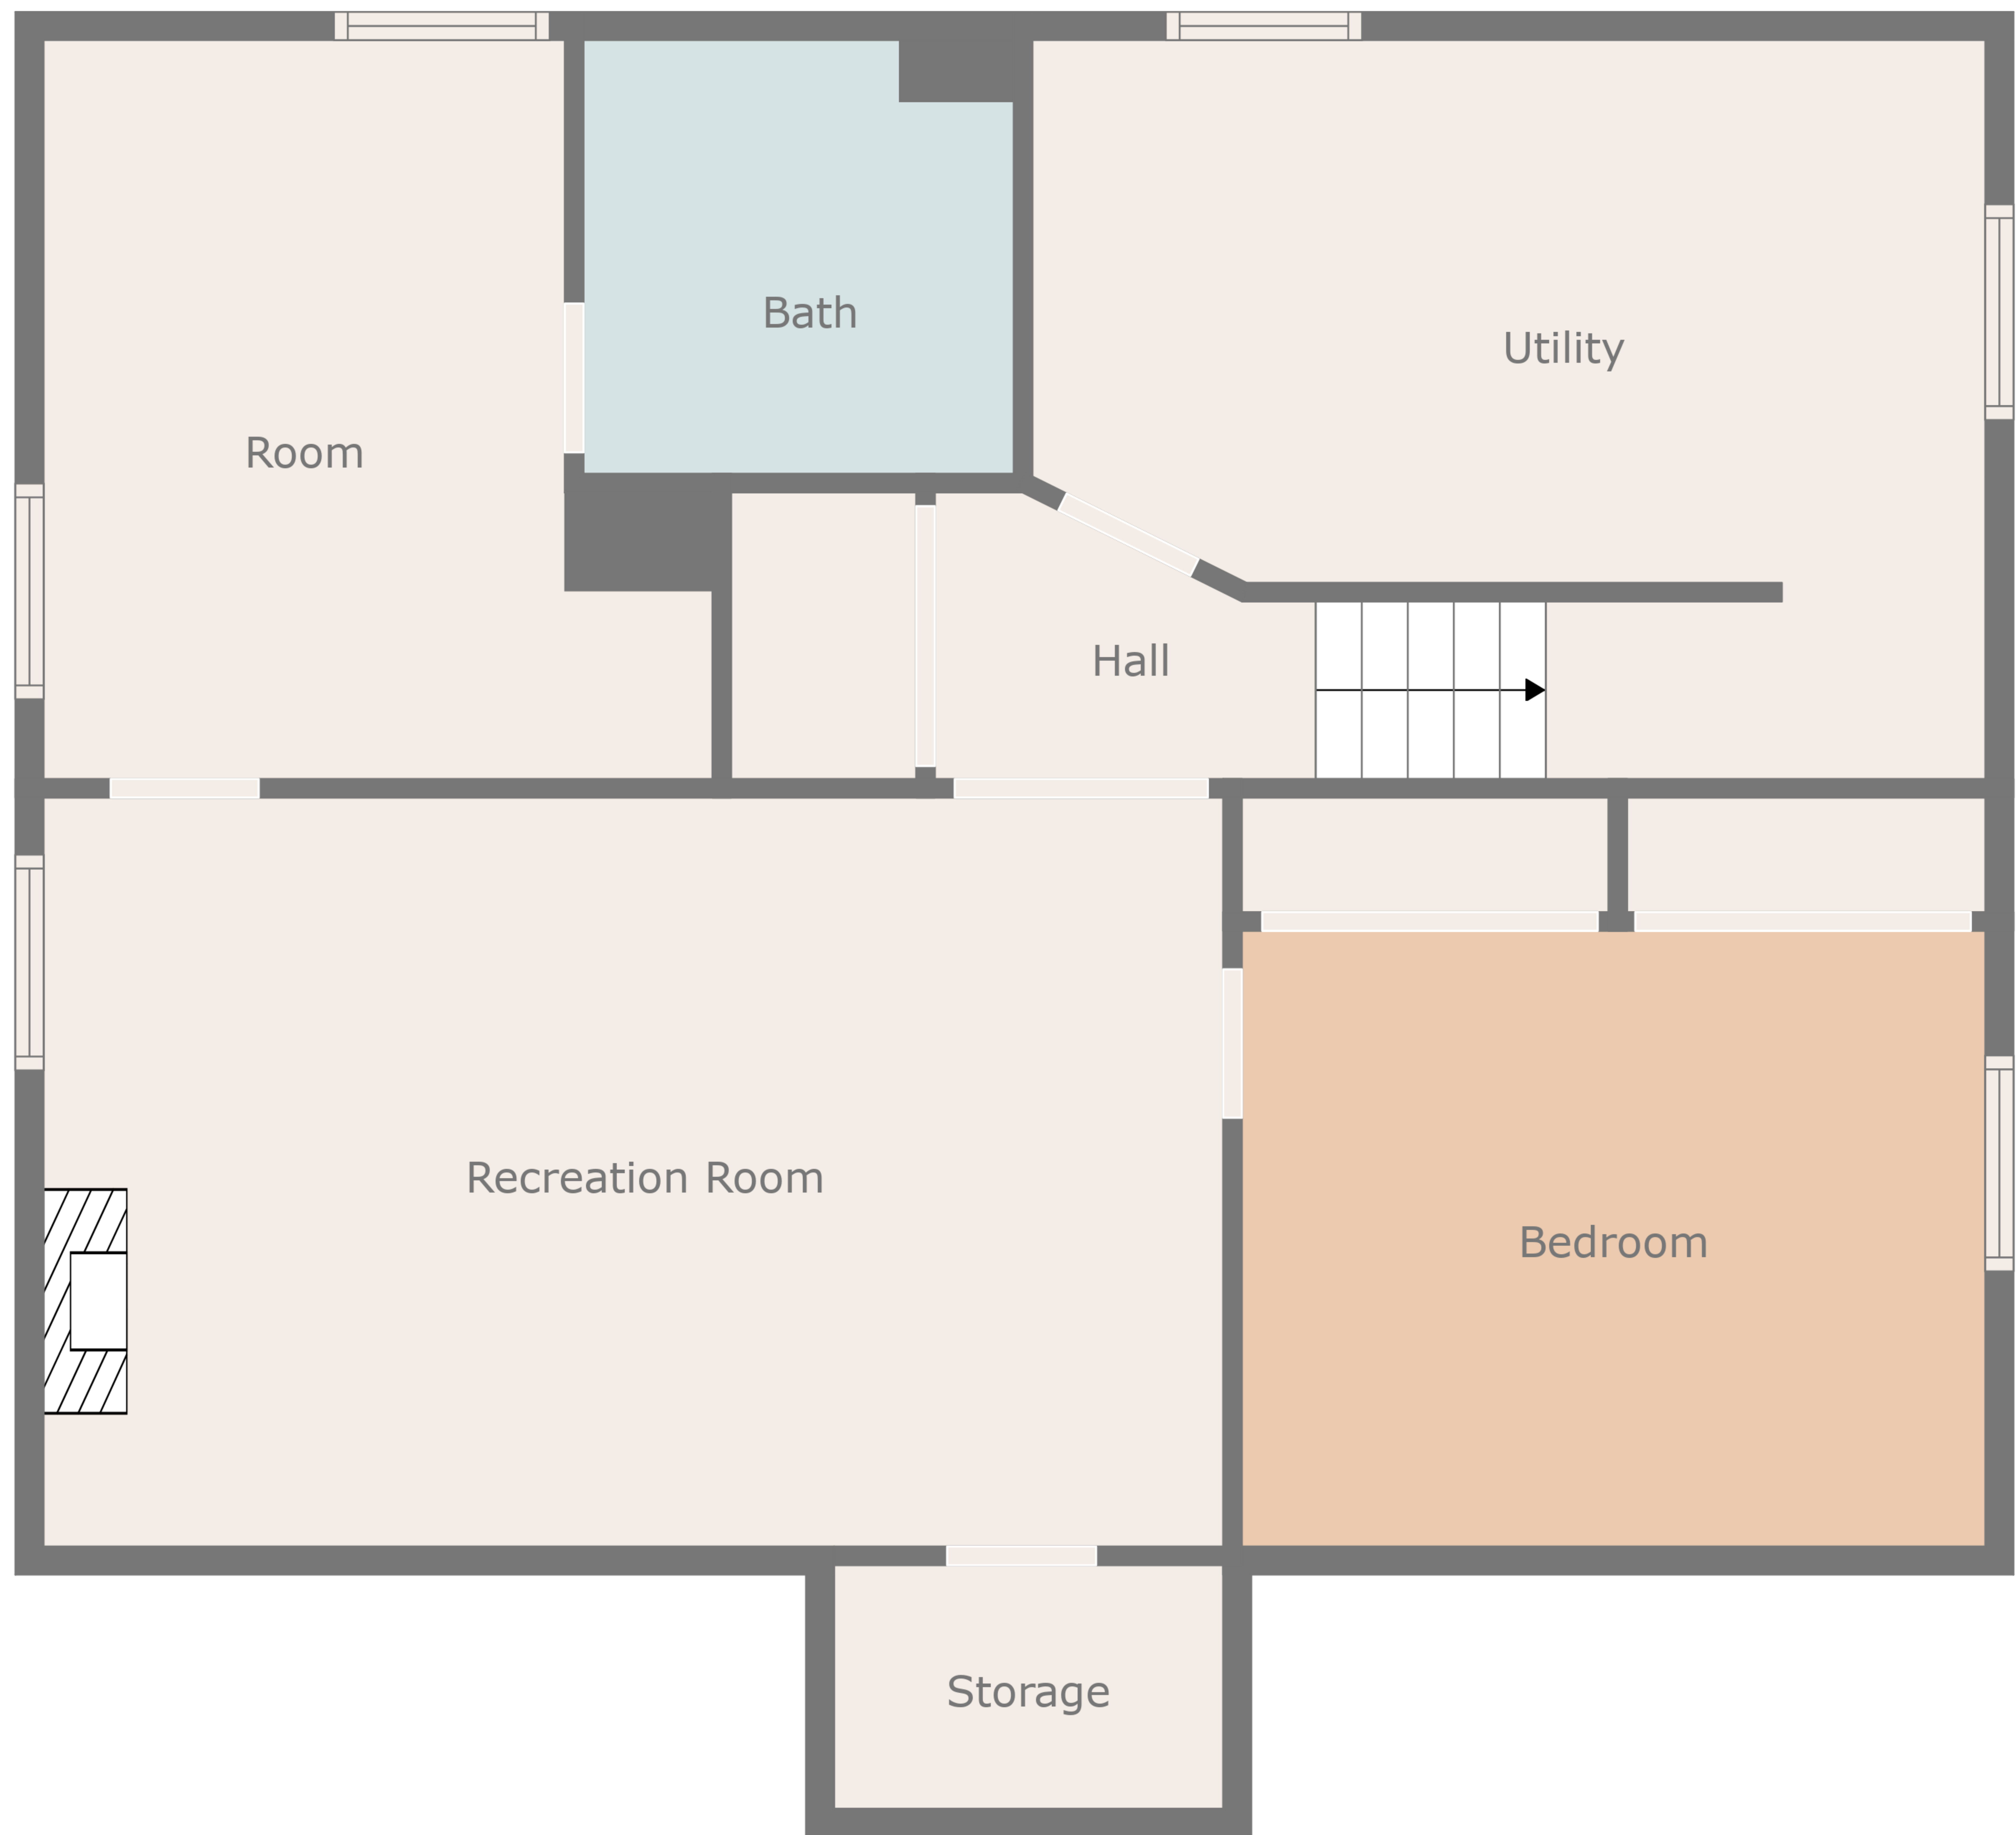 Bath
Utility
Room
Hall
Recreation Room
Bedroom
Storage